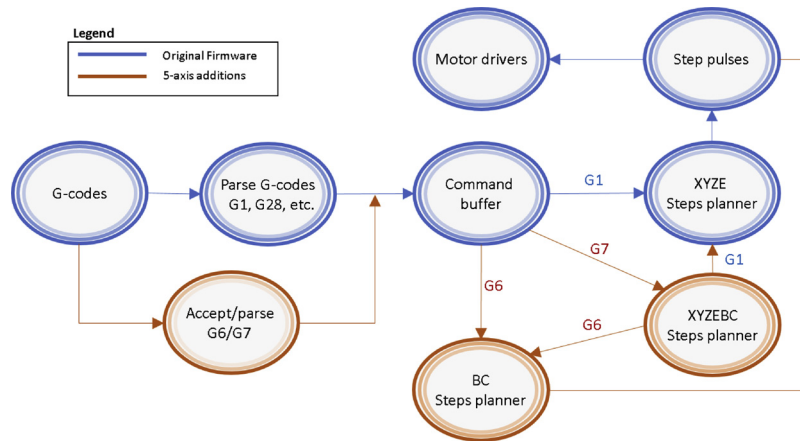 Legend
Original Firmware
5-axis additions
Motor drivers
Step pulses
G-codes
Parse G-codes
G1, G28, etc.
Command
buffer
G1
XYZE
Steps planner
G7
G1
G6
Accept/parse
G6/G7
G6
XYZEBC
Steps planner
BC
Steps planner